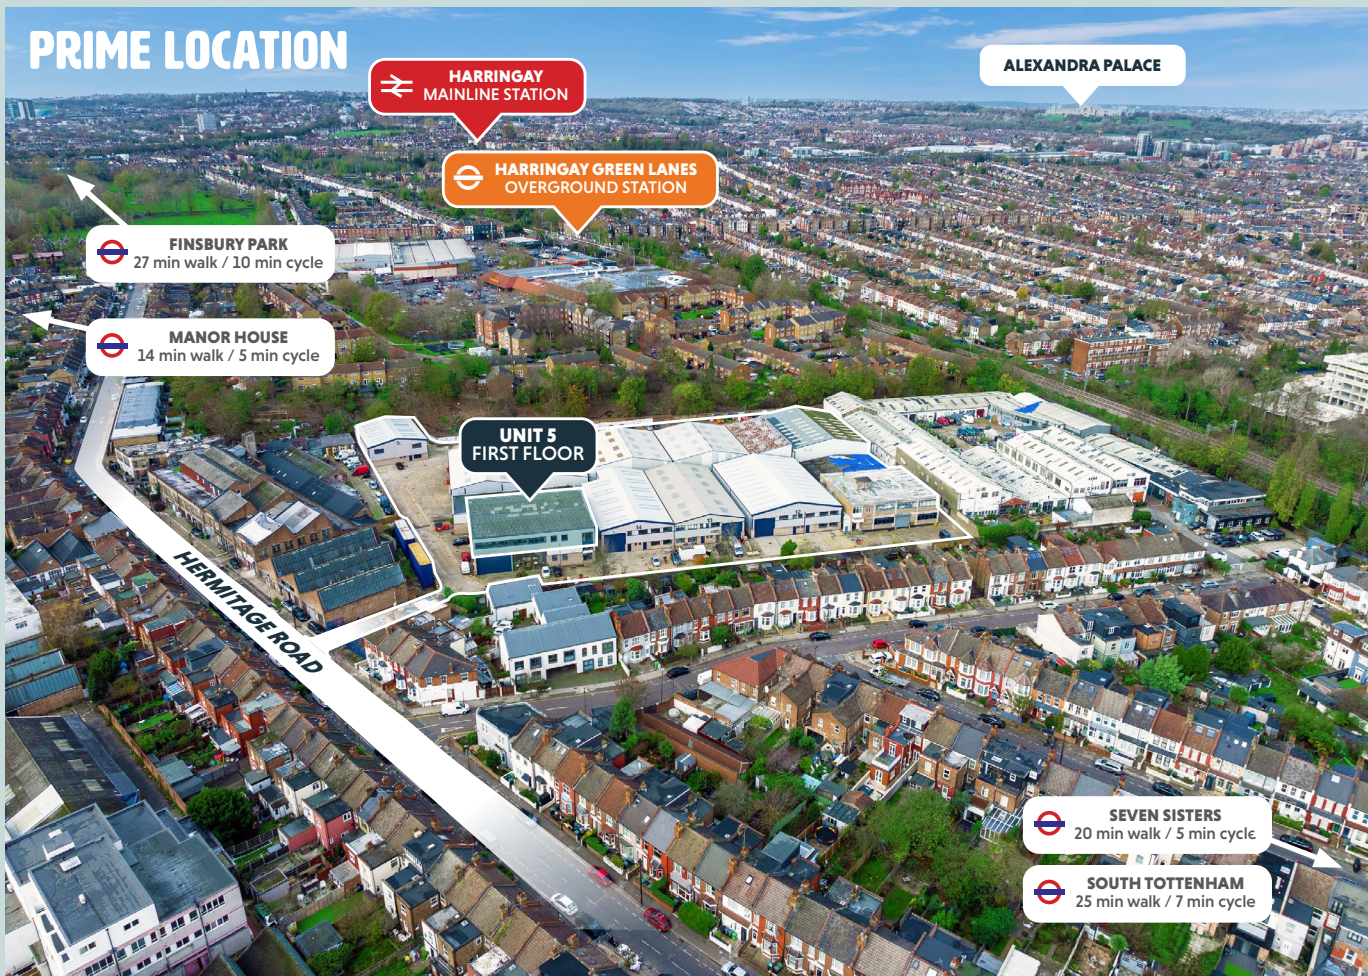 PRIME LOCATION
HARRINGAY
MAINLINE STATION
ALEXANDRA PALACE
HARRINGAY GREEN LANES
OVERGROUND STATION
FINSBURY PARK
27 min walk / 10 min cycle
MANOR HOUSE
14 min walk / 5 min cycle
UNIT 5
FIRST FLOOR
HERMITAGE ROAD
SEVEN SISTERS
20 min walk / 5 min cycle
SOUTH TOTTENHAM
25 min walk / 7 min cycle